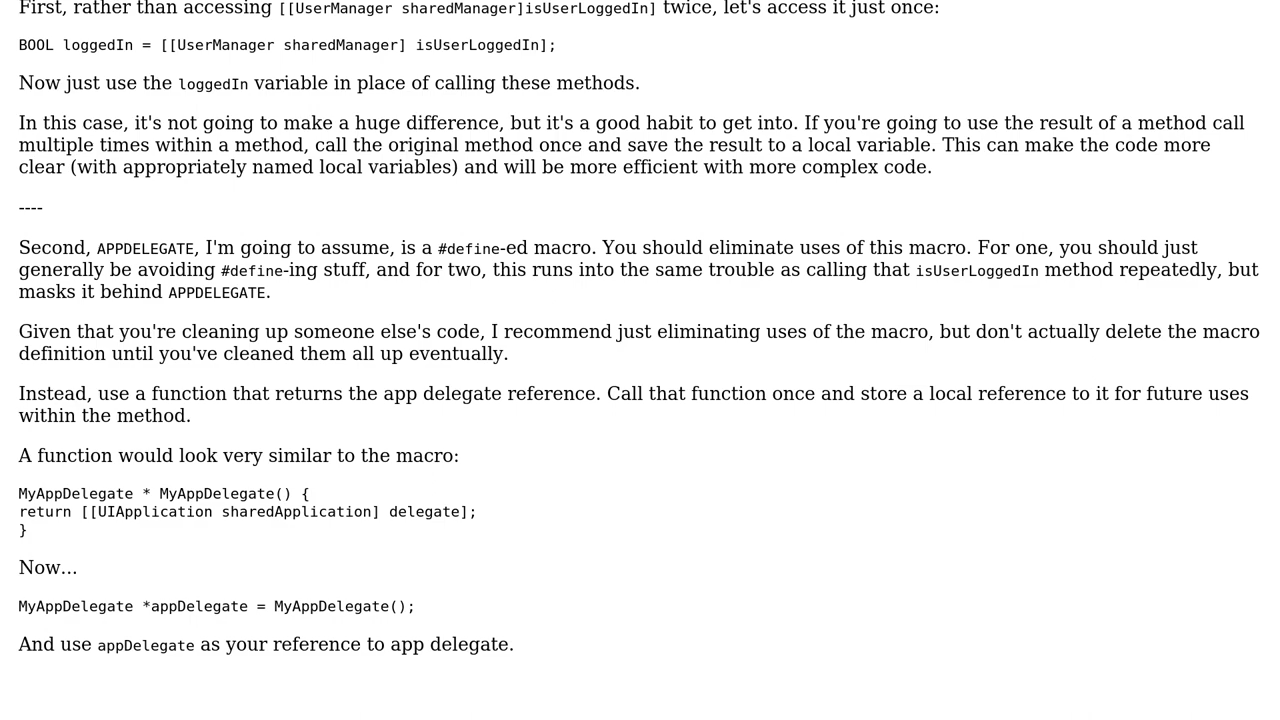 First, rather than accessing [[UserManager sharedManager]isUserLoggedIn] twice, let's access it just once:
BOOL loggedIn = [[UserManager sharedManager] isUserLoggedIn];
Now just use the loggedIn variable in place of calling these methods.
In this case, it's not going to make a huge difference, but it's a good habit to get into. If you're going to use the result of a method call
multiple times within a method, call the original method once and save the result to a local variable. This can make the code more
clear (with appropriately named local variables) and will be more efficient with more complex code.
----
Second, APPDELEGATE, I'm going to assume, is a #define-ed macro. You should eliminate uses of this macro. For one, you should just
generally be avoiding #define-ing stuff, and for two, this runs into the same trouble as calling that isUserLoggedIn method repeatedly, but
masks it behind APPDELEGATE.
Given that you're cleaning up someone else's code, I recommend just eliminating uses of the macro, but don't actually delete the macro
definition until you've cleaned them all up eventually.
Instead, use a function that returns the app delegate reference. Call that function once and store a local reference to it for future uses
within the method.
A function would look very similar to the macro:
MyAppDelegate * MyAppDelegate() {
return [[UIApplication sharedApplication] delegate];
}
Now...
MyAppDelegate *appDelegate = MyAppDelegate();
And use appDelegate as your reference to app delegate.